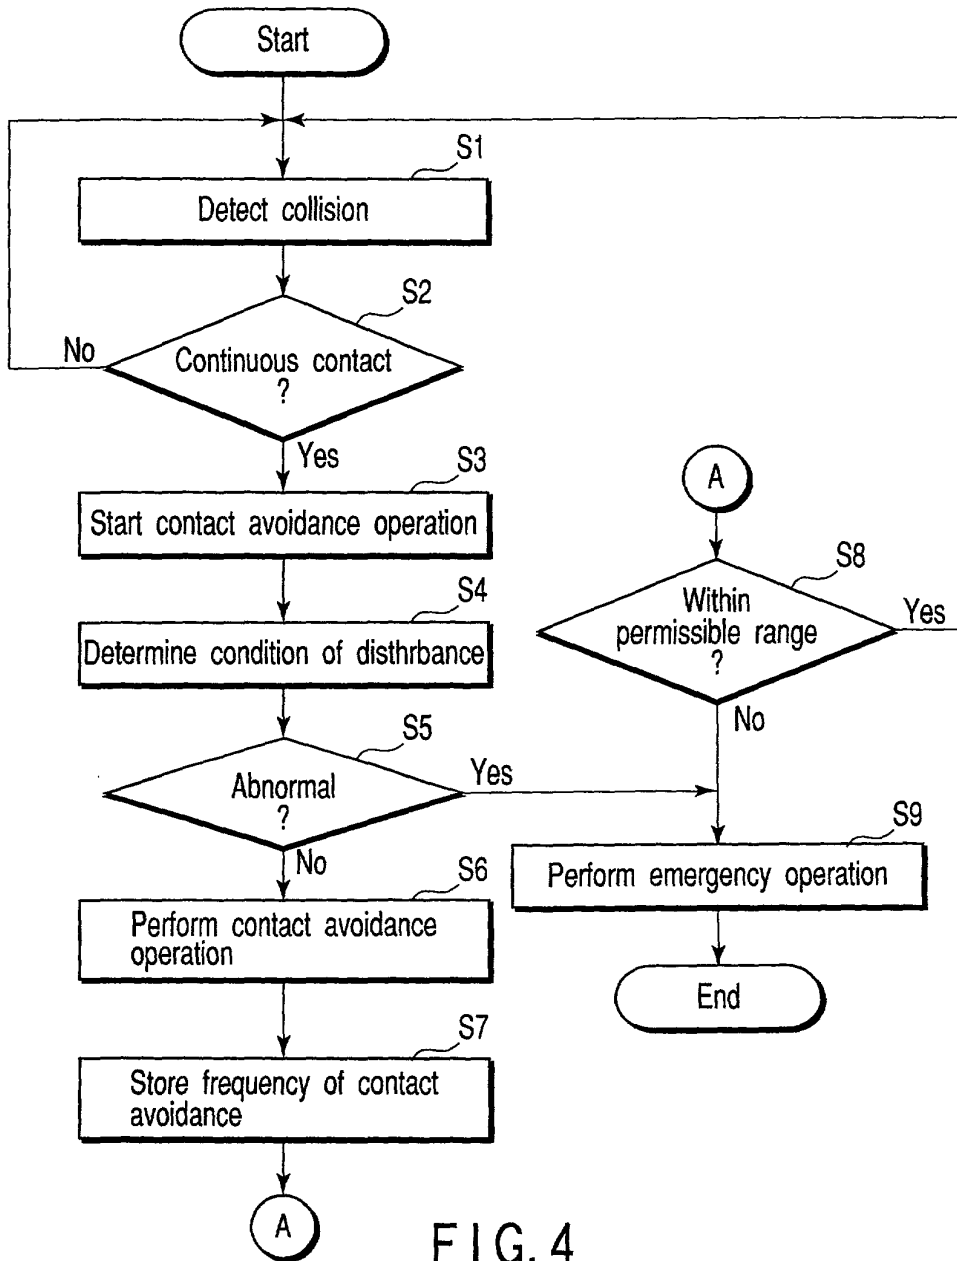 Start
S1
Detect collision
S2
No
Continuous contact
?
Yes
S3
Start contact avoidance operation
S4
Determine condition of disthrbance
S5
Abnormal
?
Yes
No
S6
Perform contact avoidance
operation
S7
Store frequency of contact
avoidance
A
A
S8
Within
permissible range
?
Yes
No
S9
Perform emergency operation
End
FIG. 4